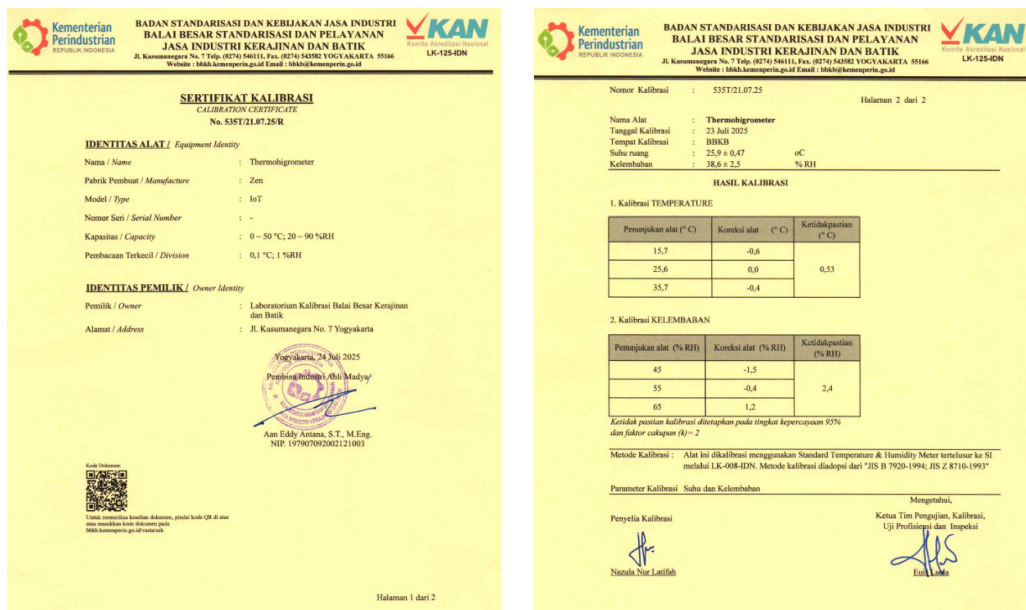 Kementerian
Perindustrian
REPUBLIK INDONESIA
BADAN STANDARISASI DAN KEBIJAKAN JASA INDUSTRI
BALAI BESAR STANDARDISASI DAN PELAYANAN
JASA INDUSTRI KERAJINAN DAN BATIK
Jl. Kusumanegara No. 7 Telp. (0274) 546111, Fax. (0274) 543582 YOGYAKARTA 55166
Website : bbkb.kemenperin.go.id Email : bbkb@kemenperin.go.id
KAN
Komite Akreditasi Nasional
LK-125-IDN
SERTIFIKAT KALIBRASI
CALIBRATION CERTIFICATE
No. 535T/21.07.25/R
IDENTITAS ALAT / Equipment Identity
Nama / Name : Thermohigrometer
Pabrik Pembuat / Manufacture : Zen
Model / Type : IoT
Nomor Seri / Serial Number : -
Kapasitas / Capacity : 0 ~ 50 °C; 20 ~ 90 %RH
Pembacaan Terkecil / Division : 0,1 °C; 1 %RH
IDENTITAS PEMILIK / Owner Identity
Pemilik / Owner : Laboratorium Kalibrasi Balai Besar Kerajinan
dan Batik
Alamat / Address : Jl. Kusumanegara No. 7 Yogyakarta
Yogyakarta, 24 Juli 2025
Pembina Industri Ahli Madya
Aan Eddy Antana, S.T., M.Eng.
NIP. 197907092002121003
Kode Dokumen
Untuk memeriksa keaslian dokumen, pindai kode QR di atas
atau masukkan kode dokumen pada
Halaman 1 dari 2
Kementerian
Perindustrian
REPUBLIK INDONESIA
BADAN STANDARISASI DAN KEBIJAKAN JASA INDUSTRI
BALAI BESAR STANDARDISASI DAN PELAYANAN
JASA INDUSTRI KERAJINAN DAN BATIK
Jl. Kusumanegara No. 7 Telp. (0274) 546111, Fax. (0274) 543582 YOGYAKARTA 55166
Website : bbkb.kemenperin.go.id Email : bbkb@kemenperin.go.id
KAN
Komite Akreditasi Nasional
LK-125-IDN
Nomor Kalibrasi : 535T/21.07.25
Halaman 2 dari 2
Nama Alat : Thermohigrometer
Tanggal Kalibrasi : 23 Juli 2025
Tempat Kalibrasi : BBKB
Suhu ruang : 25,9 ± 0,47 oC
Kelembaban : 38,6 ± 2,5 % RH
HASIL KALIBRASI
1. Kalibrasi TEMPERATURE
Penunjukan alat (° C) Koreksi alat (° C) Ketidakpastian (° C)
15,7 -0,6
25,6 0,0 0,53
35,7 -0,4
2. Kalibrasi KELEMBABAN
Penunjukan alat (% RH) Koreksi alat (% RH) Ketidakpastian (% RH)
45 -1,5
55 -0,4 2,4
65 1,2
Ketidak pastian kalibrasi ditetapkan pada tingkat kepercayaan 95%
dan faktor cakupan (k)= 2
Metode Kalibrasi : Alat ini dikalibrasi menggunakan Standard Temperature & Humidity Meter tertelusur ke SI
melalui LK-008-IDN. Metode kalibrasi diadopsi dari "JIS B 7920-1994; JIS Z 8710-1993"
Parameter Kalibrasi Suhu dan Kelembaban
Mengetahui,
Penyelia Kalibrasi
Ketua Tim Pengujian, Kalibrasi,
Uji Profisiensi dan Inspeksi
Nazula Nur Latifah